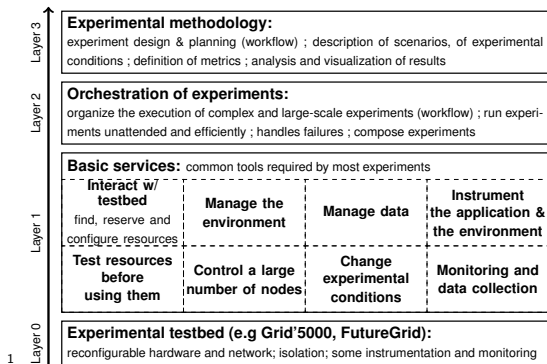 Layer 3
Experimental methodology:
experiment design & planning (workflow) ; description of scenarios, of experimental
conditions ; definition of metrics ; analysis and visualization of results
Layer 2
Orchestration of experiments:
organize the execution of complex and large-scale experiments (workflow) ; run experi-
ments unattended and efficiently ; handles failures ; compose experiments
Layer 1
Basic services: common tools required by most experiments
Interact w/
testbed
find, reserve and
configure resources
Manage the
environment
Manage data
Instrument
the application &
the environment
Test resources
before
using them
Control a large
number of nodes
Change
experimental
conditions
Monitoring and
data collection
Layer 0
Experimental testbed (e.g Grid'5000, FutureGrid):
reconfigurable hardware and network; isolation; some instrumentation and monitoring
1